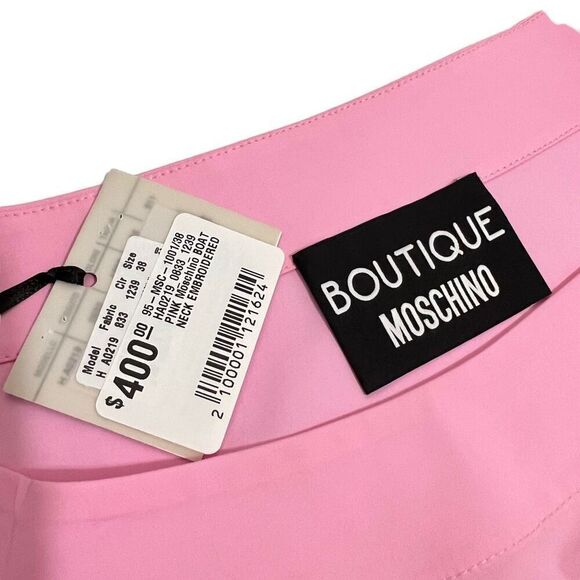 Model Fabric Clr Size
H A0219 833 1239 38
$400.00
95-MSC-1001/38
HA0219 0833 1239
PINK Moschino BOAT
NECK EMBROIDERED
2 100001 121624
BOUTIQUE
MOSCHINO